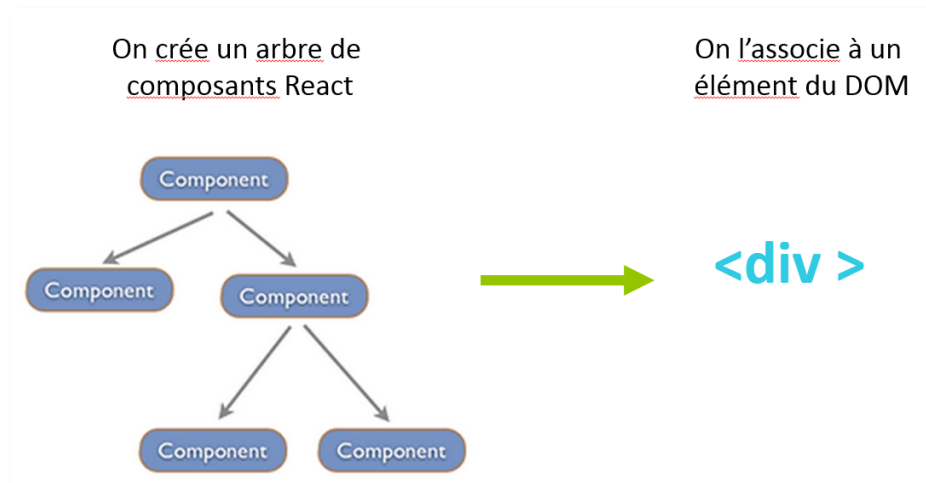 On crée un arbre de
composants React
On l’associe à un
élément du DOM
Component
Component
Component
<div >
Component
Component